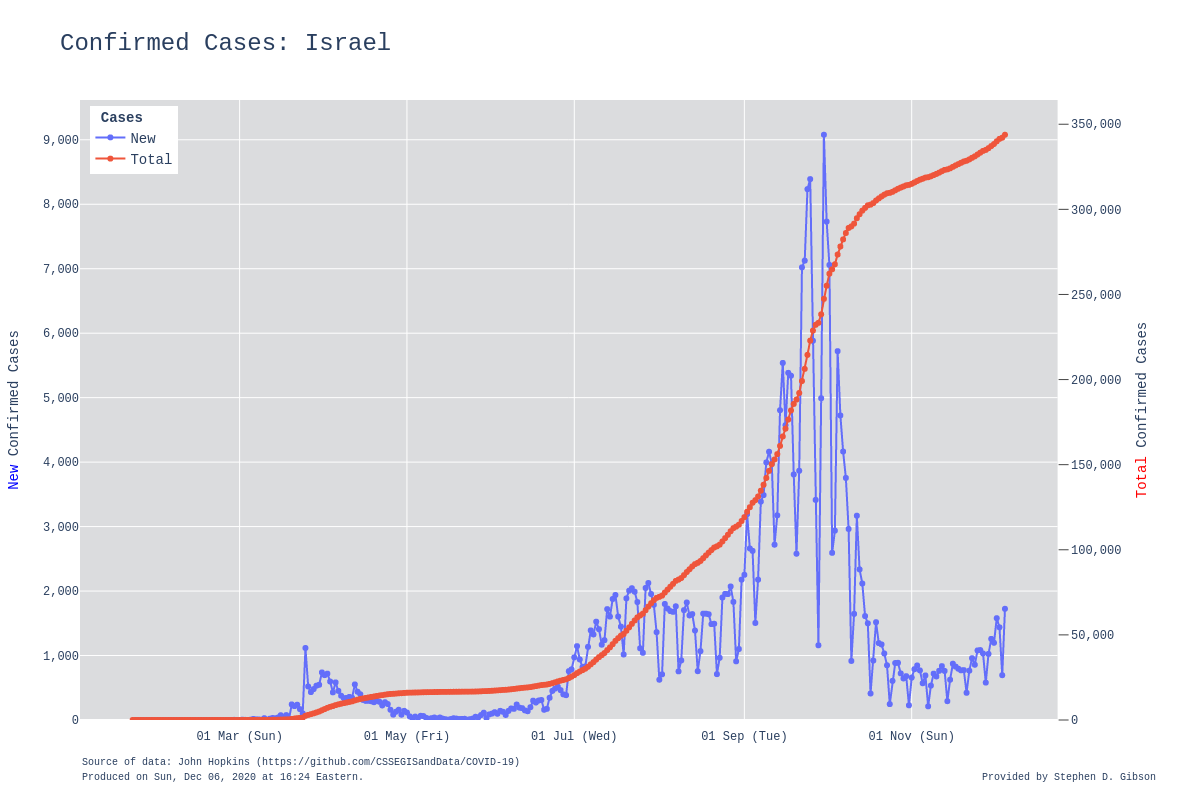 Confirmed Cases: Israel
Cases
New
Total
9,000
8,000
7,000
6,000
5,000
4,000
3,000
2,000
1,000
0
New Confirmed Cases
350,000
300,000
250,000
200,000
150,000
100,000
50,000
0
Total Confirmed Cases
01 Mar (Sun)
01 May (Fri)
01 Jul (Wed)
01 Sep (Tue)
01 Nov (Sun)
Source of data: John Hopkins (https://github.com/CSSEGISandData/COVID-19)
Produced on Sun, Dec 06, 2020 at 16:24 Eastern.
Provided by Stephen D. Gibson